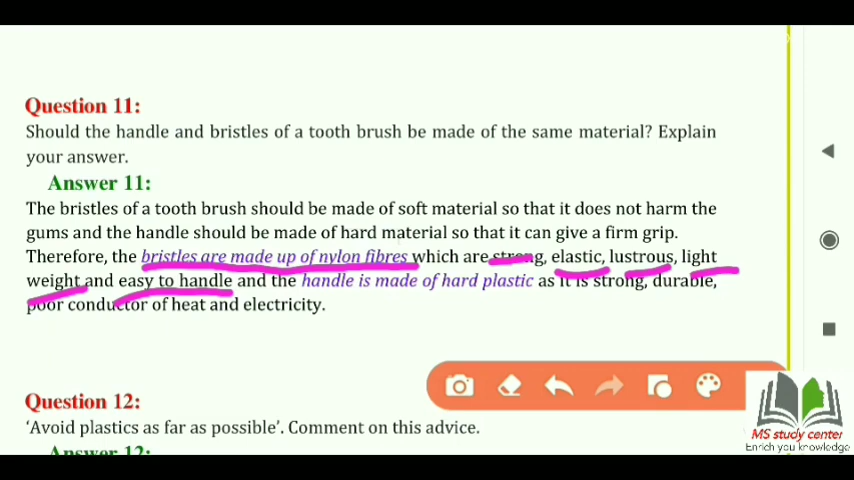 Question 11:
Should the handle and bristles of a tooth brush be made of the same material? Explain
your answer.
Answer 11:
The bristles of a tooth brush should be made of soft material so that it does not harm the
gums and the handle should be made of hard material so that it can give a firm grip.
Therefore, the bristles are made up of nylon fibres which are strong, elastic, lustrous, light
weight and easy to handle and the handle is made of hard plastic as it is strong, durable,
poor conductor of heat and electricity.
Question 12:
'Avoid plastics as far as possible'. Comment on this advice.
Answer 12:
MS study center
Enrich you knowledge